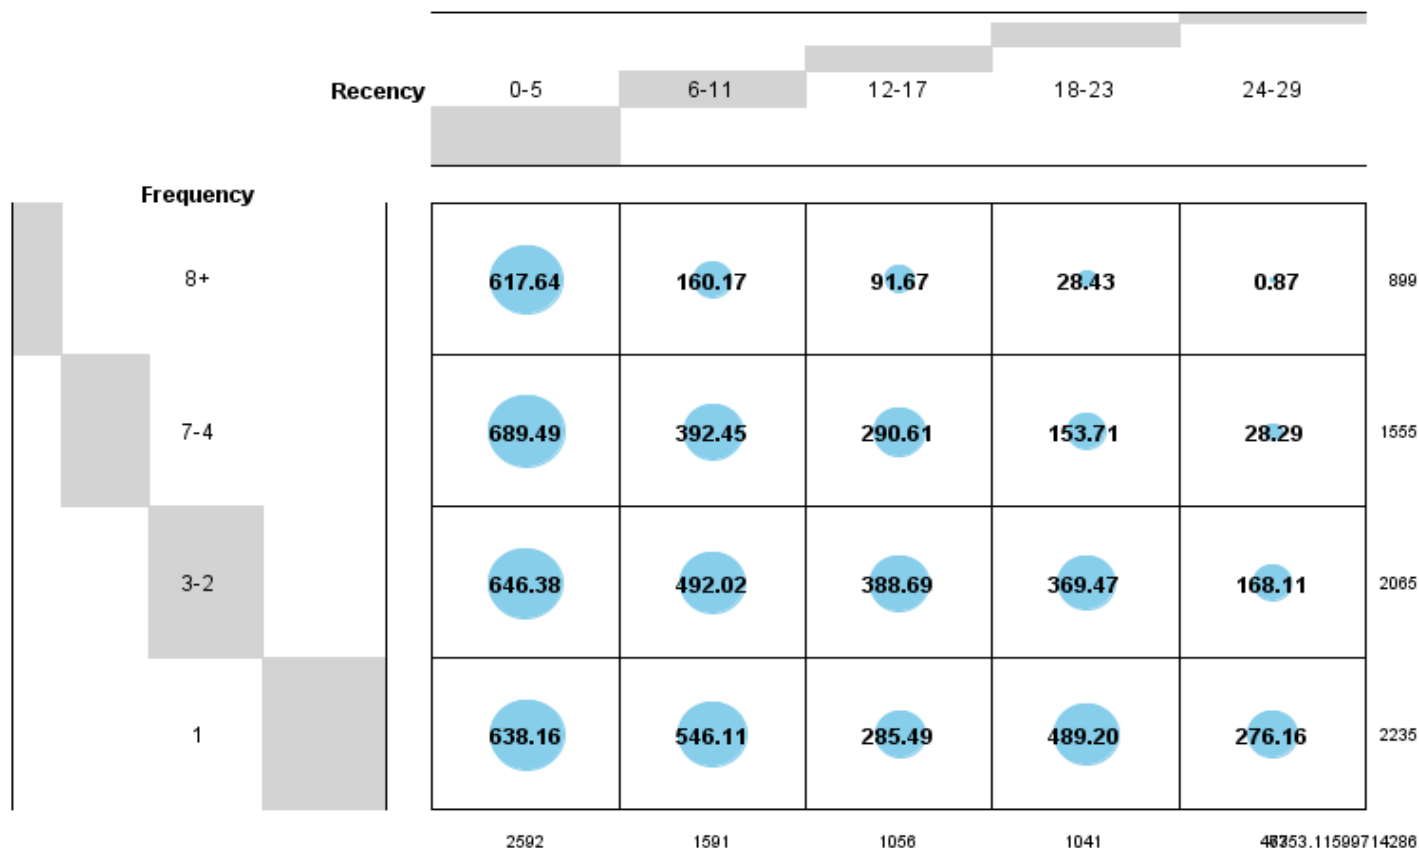 Recency 0-5 6-11 12-17 18-23 24-29
Frequency
8+ 617.64 160.17 91.67 28.43 0.87 899
7-4 689.49 392.45 290.61 153.71 28.29 1555
3-2 646.38 492.02 388.69 369.47 168.11 2065
1 638.16 546.11 285.49 489.20 276.16 2235
2592 1591 1056 1041